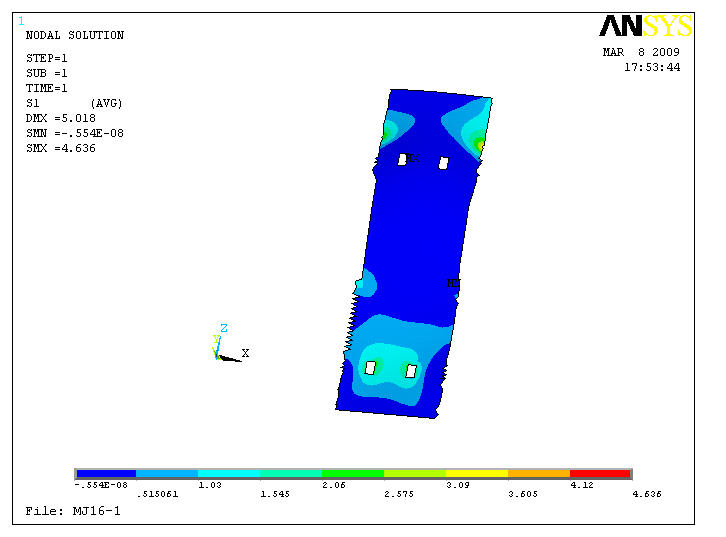 1
ANSYS
NODAL SOLUTION
MAR 8 2009
17:53:44
STEP=1
SUB =1
TIME=1
S1 (AVG)
DMX =5.018
SMN =-.554E-08
SMX =4.636
Z
Y
X
-.554E-08
.515061
1.03
1.545
2.06
2.575
3.09
3.605
4.12
4.636
File: MJ16-1